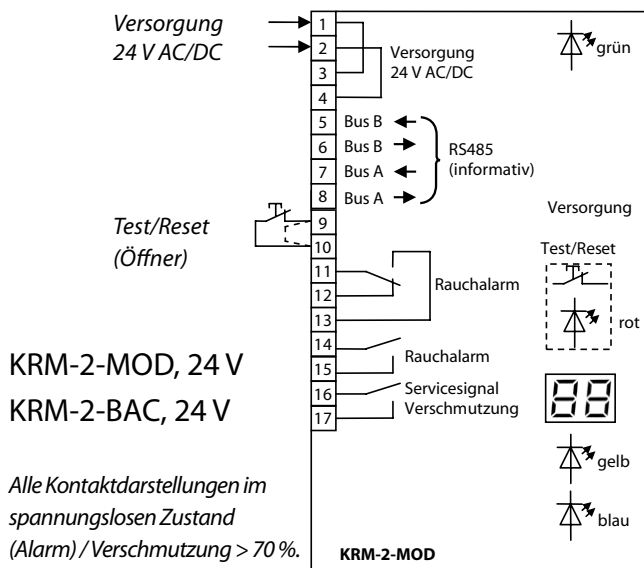 Versorgung
24 V AC/DC
1
2
3
4
Versorgung
24 V AC/DC
grün
5 Bus B
6 Bus B
7 Bus A
8 Bus A
RS485
(informativ)
Versorgung
Test/Reset
(Öffner)
9
10
Test/Reset
rot
11
12
13
Rauchalarm
14
15
Rauchalarm
16
17
Servicesignal
Verschmutzung
88
gelb
blau
KRM-2-MOD, 24 V
KRM-2-BAC, 24 V
Alle Kontaktdarstellungen im
spannungslosen Zustand
(Alarm) / Verschmutzung > 70 %.
KRM-2-MOD